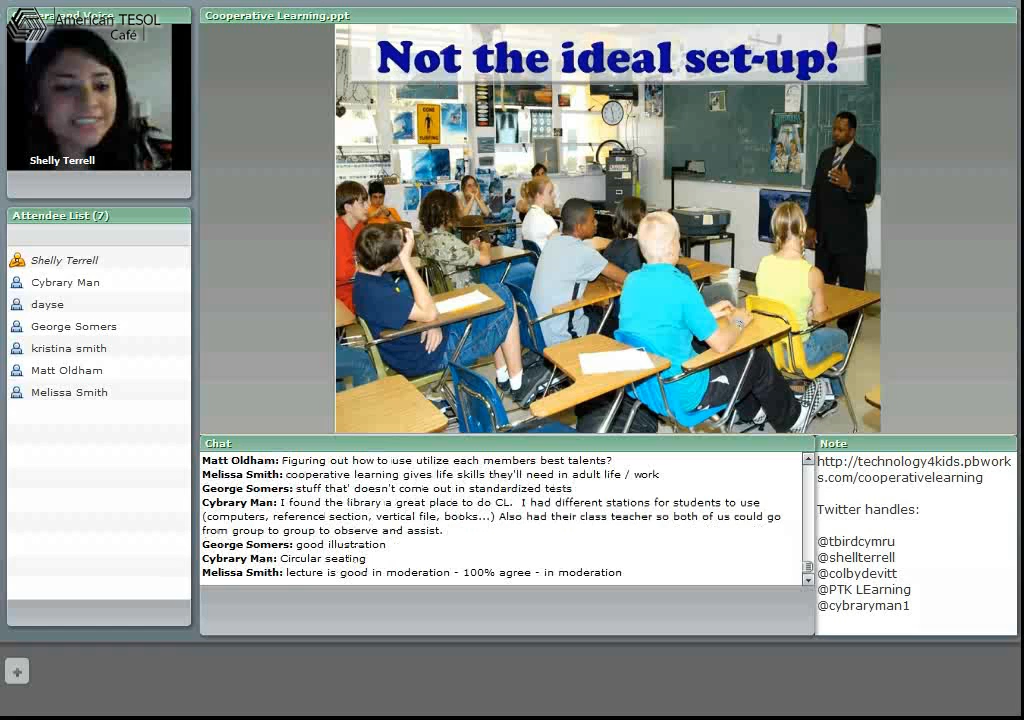 Camera and Voice
American TESOL
Café
Shelly Terrell
Attendee List (7)
Shelly Terrell
Cybrary Man
dayse
George Somers
kristina smith
Matt Oldham
Melissa Smith
Cooperative Learning.ppt
Not the ideal set-up!
Chat
Matt Oldham: Figuring out how to use utilize each members best talents?
Melissa Smith: cooperative learning gives life skills they'll need in adult life / work
George Somers: stuff that' doesn't come out in standardized tests
Cybrary Man: I found the library a great place to do CL.  I had different stations for students to use
(computers, reference section, vertical file, books...) Also had their class teacher so both of us could go
from group to group to observe and assist.
George Somers: good illustration
Cybrary Man: Circular seating
Melissa Smith: lecture is good in moderation - 100% agree - in moderation
Note
http://technology4kids.pbwork
s.com/cooperativelearning
Twitter handles:
@tbirdcymru
@shellterrell
@colbydevitt
@PTK LEarning
@cybraryman1